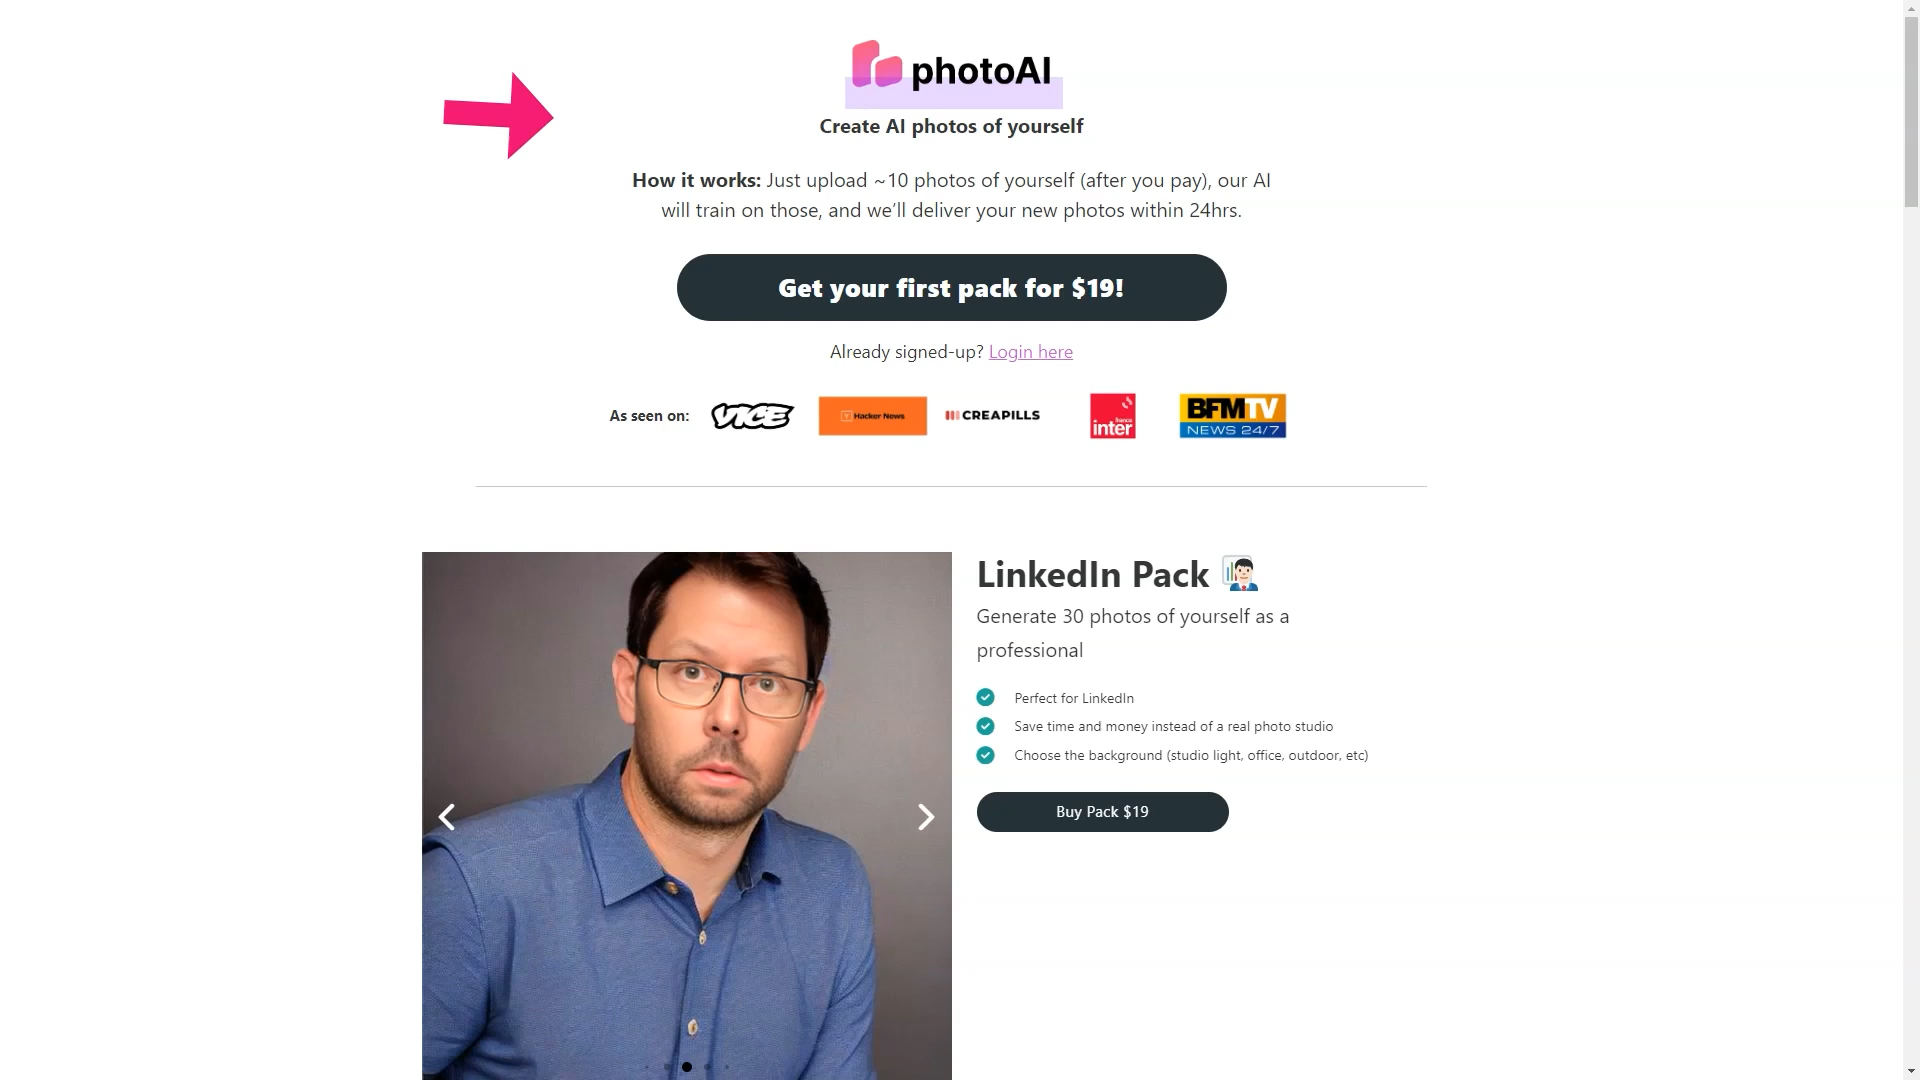 photoAI
Create AI photos of yourself
How it works: Just upload ~10 photos of yourself (after you pay), our AI
will train on those, and we’ll deliver your new photos within 24hrs.
Get your first pack for $19!
Already signed-up? Login here
As seen on: VICE Y Hacker News CREAPILLS france inter BFMTV NEWS 24/7
LinkedIn Pack
Generate 30 photos of yourself as a
professional
Perfect for LinkedIn
Save time and money instead of a real photo studio
Choose the background (studio light, office, outdoor, etc)
Buy Pack $19